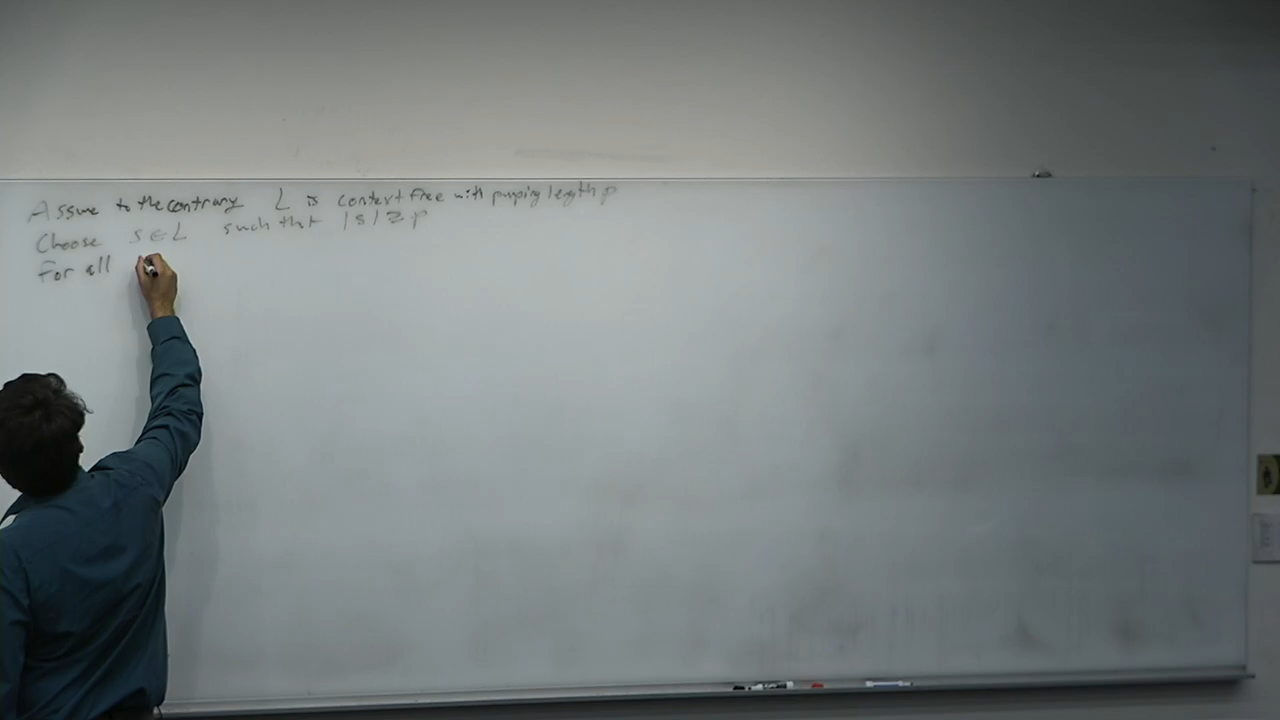 Assume to the contrary L is context free with pumping length p
Choose s ∈ L such that |s| ≥ p
For all